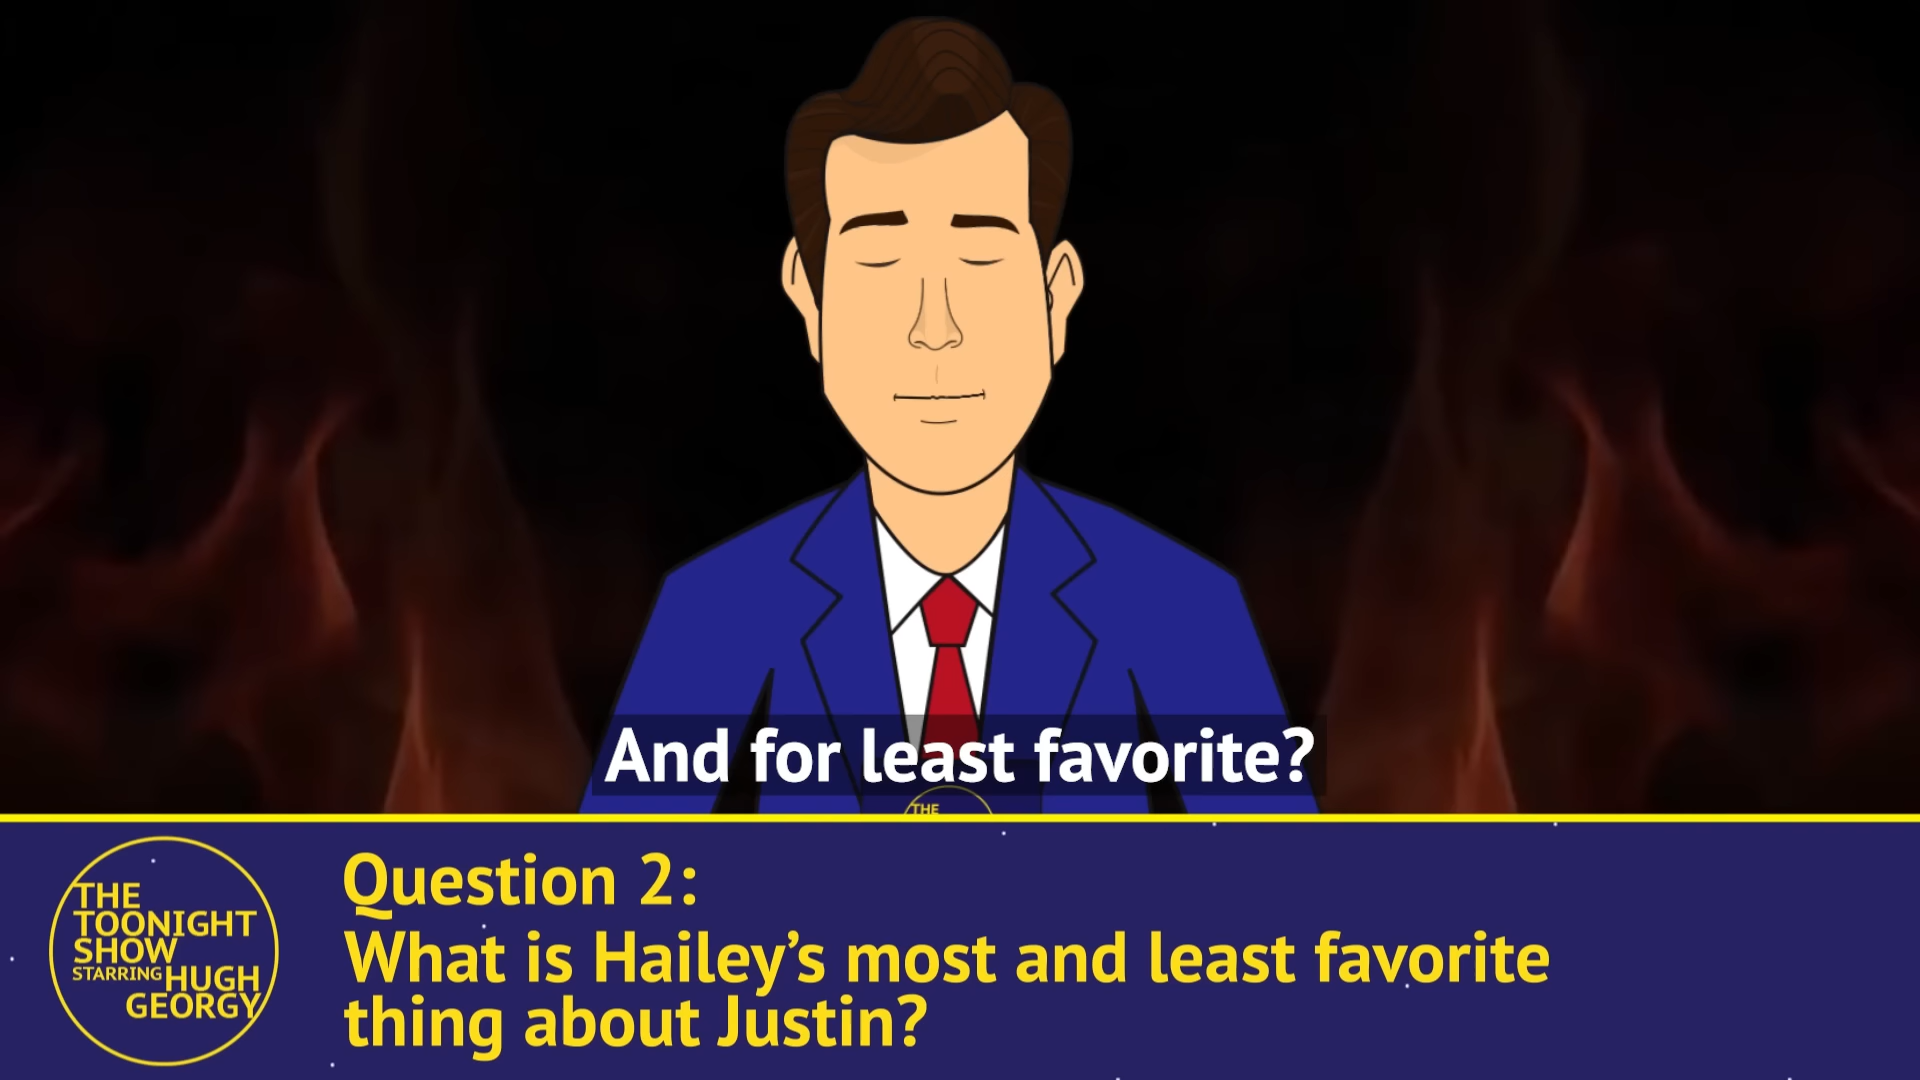 And for least favorite?
THE
Question 2:
What is Hailey's most and least favorite
thing about Justin?
THE
TOONIGHT
SHOW
STARRING HUGH
GEORGY